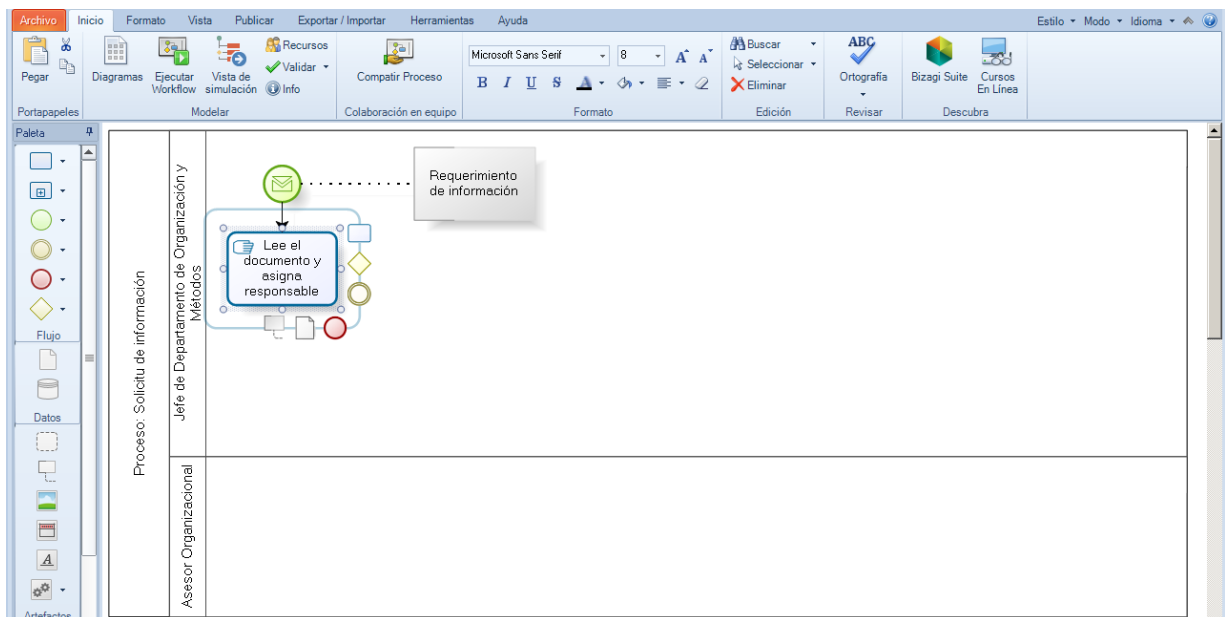 Archivo Inicio Formato Vista Publicar Exportar / Importar Herramientas Ayuda Estilo Modo Idioma
Pegar
Portapapeles
Diagramas
Ejecutar
Workflow
Vista de
simulación
Recursos
Validar
Info
Modelar
Compatir Proceso
Colaboración en equipo
Microsoft Sans Serif 8 A A
B I U S A
Formato
Buscar
Seleccionar
Eliminar
Edición
ABC
Ortografía
Revisar
Bizagi Suite
Cursos
En Línea
Descubra
Paleta
Flujo
Datos
A
Artefactos
Proceso: Solicitu de información
Jefe de Departamento de Organización y
Métodos
Requerimiento
de información
Lee el
documento y
asigna
responsable
Asesor Organizacional